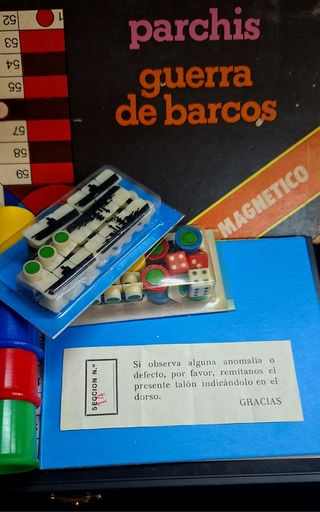 parchis
guerra
de barcos
MAGNETICO
52
53
54
55
57
58
59
SECCION N.º
14
Si observa alguna anomalía o
defecto, por favor, remítanos el
presente talón indicándolo en el
dorso.
GRACIAS